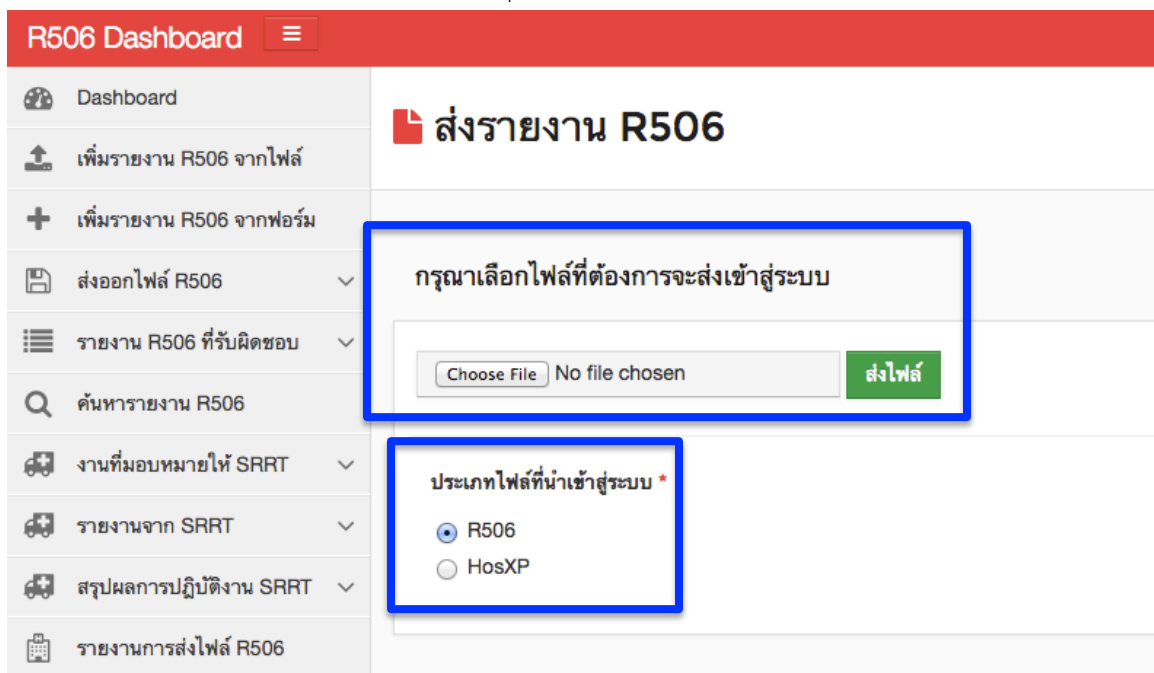 R506 Dashboard
Dashboard
เพิ่มรายงาน R506 จากไฟล์
เพิ่มรายงาน R506 จากฟอร์ม
ส่งออกไฟล์ R506
รายงาน R506 ที่รับผิดชอบ
ค้นหารายงาน R506
งานที่มอบหมายให้ SRRT
รายงานจาก SRRT
สรุปผลการปฏิบัติงาน SRRT
รายงานการส่งไฟล์ R506
ส่งรายงาน R506
กรุณาเลือกไฟล์ที่ต้องการจะส่งเข้าสู่ระบบ
Choose File No file chosen ส่งไฟล์
ประเภทไฟล์ที่นำเข้าสู่ระบบ *
R506
HosXP